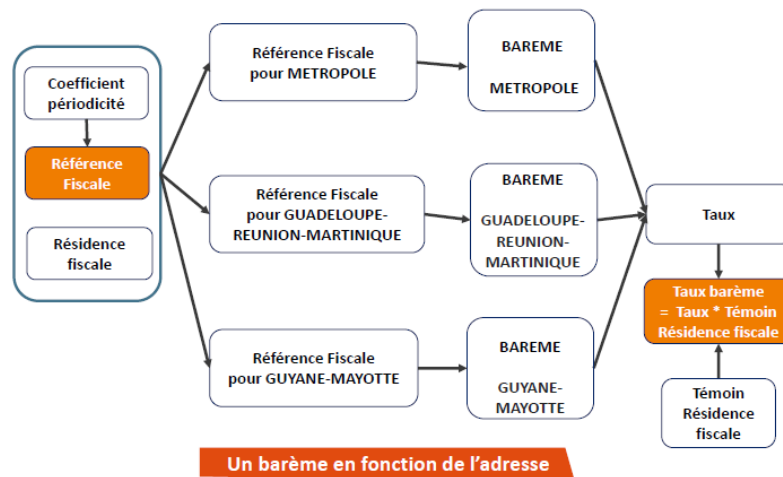 Coefficient
périodicité
Référence
Fiscale
Résidence
fiscale
Référence Fiscale
pour METROPOLE
Référence Fiscale
pour GUADELOUPE-
REUNION-MARTINIQUE
Référence Fiscale
pour GUYANE-MAYOTTE
BAREME
METROPOLE
BAREME
GUADELOUPE-
REUNION-
MARTINIQUE
BAREME
GUYANE-
MAYOTTE
Taux
Taux barème
= Taux * Témoin
Résidence fiscale
Témoin
Résidence
fiscale
Un barème en fonction de l'adresse